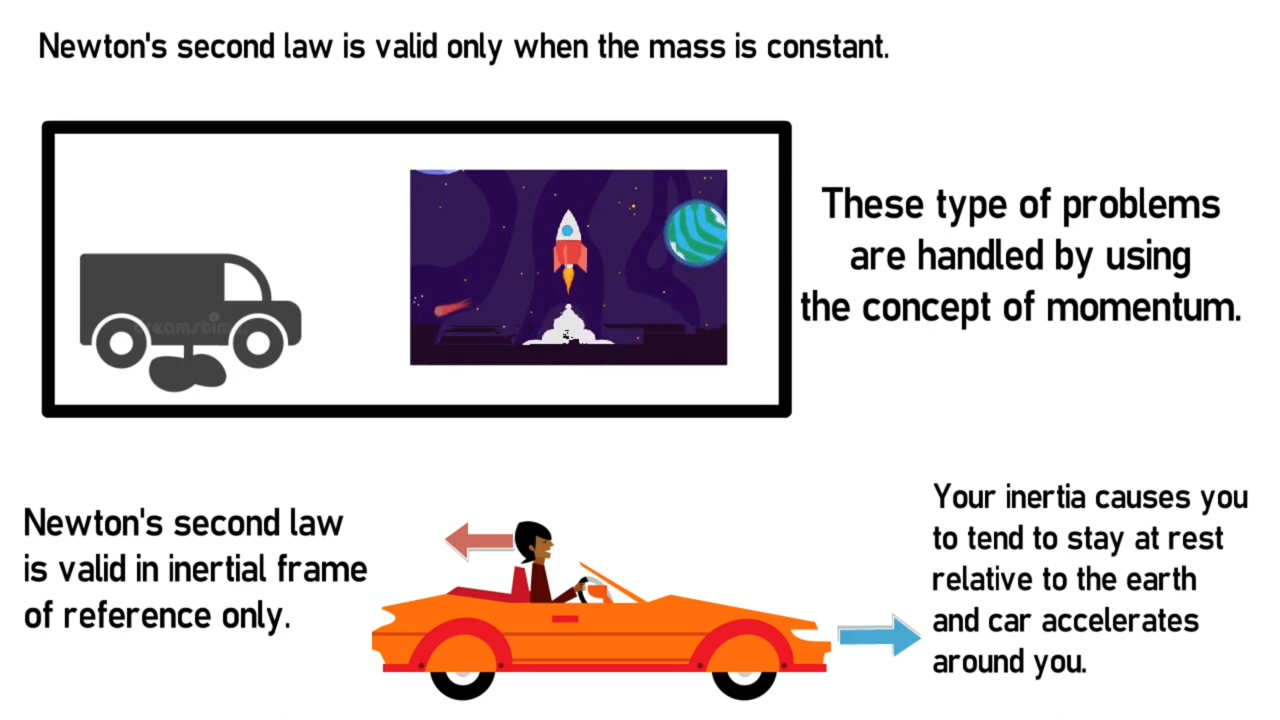 Newton's second law is valid only when the mass is constant.
These type of problems
are handled by using
the concept of momentum.
dreamstime
Newton's second law
is valid in inertial frame
of reference only.
Your inertia causes you
to tend to stay at rest
relative to the earth
and car accelerates
around you.